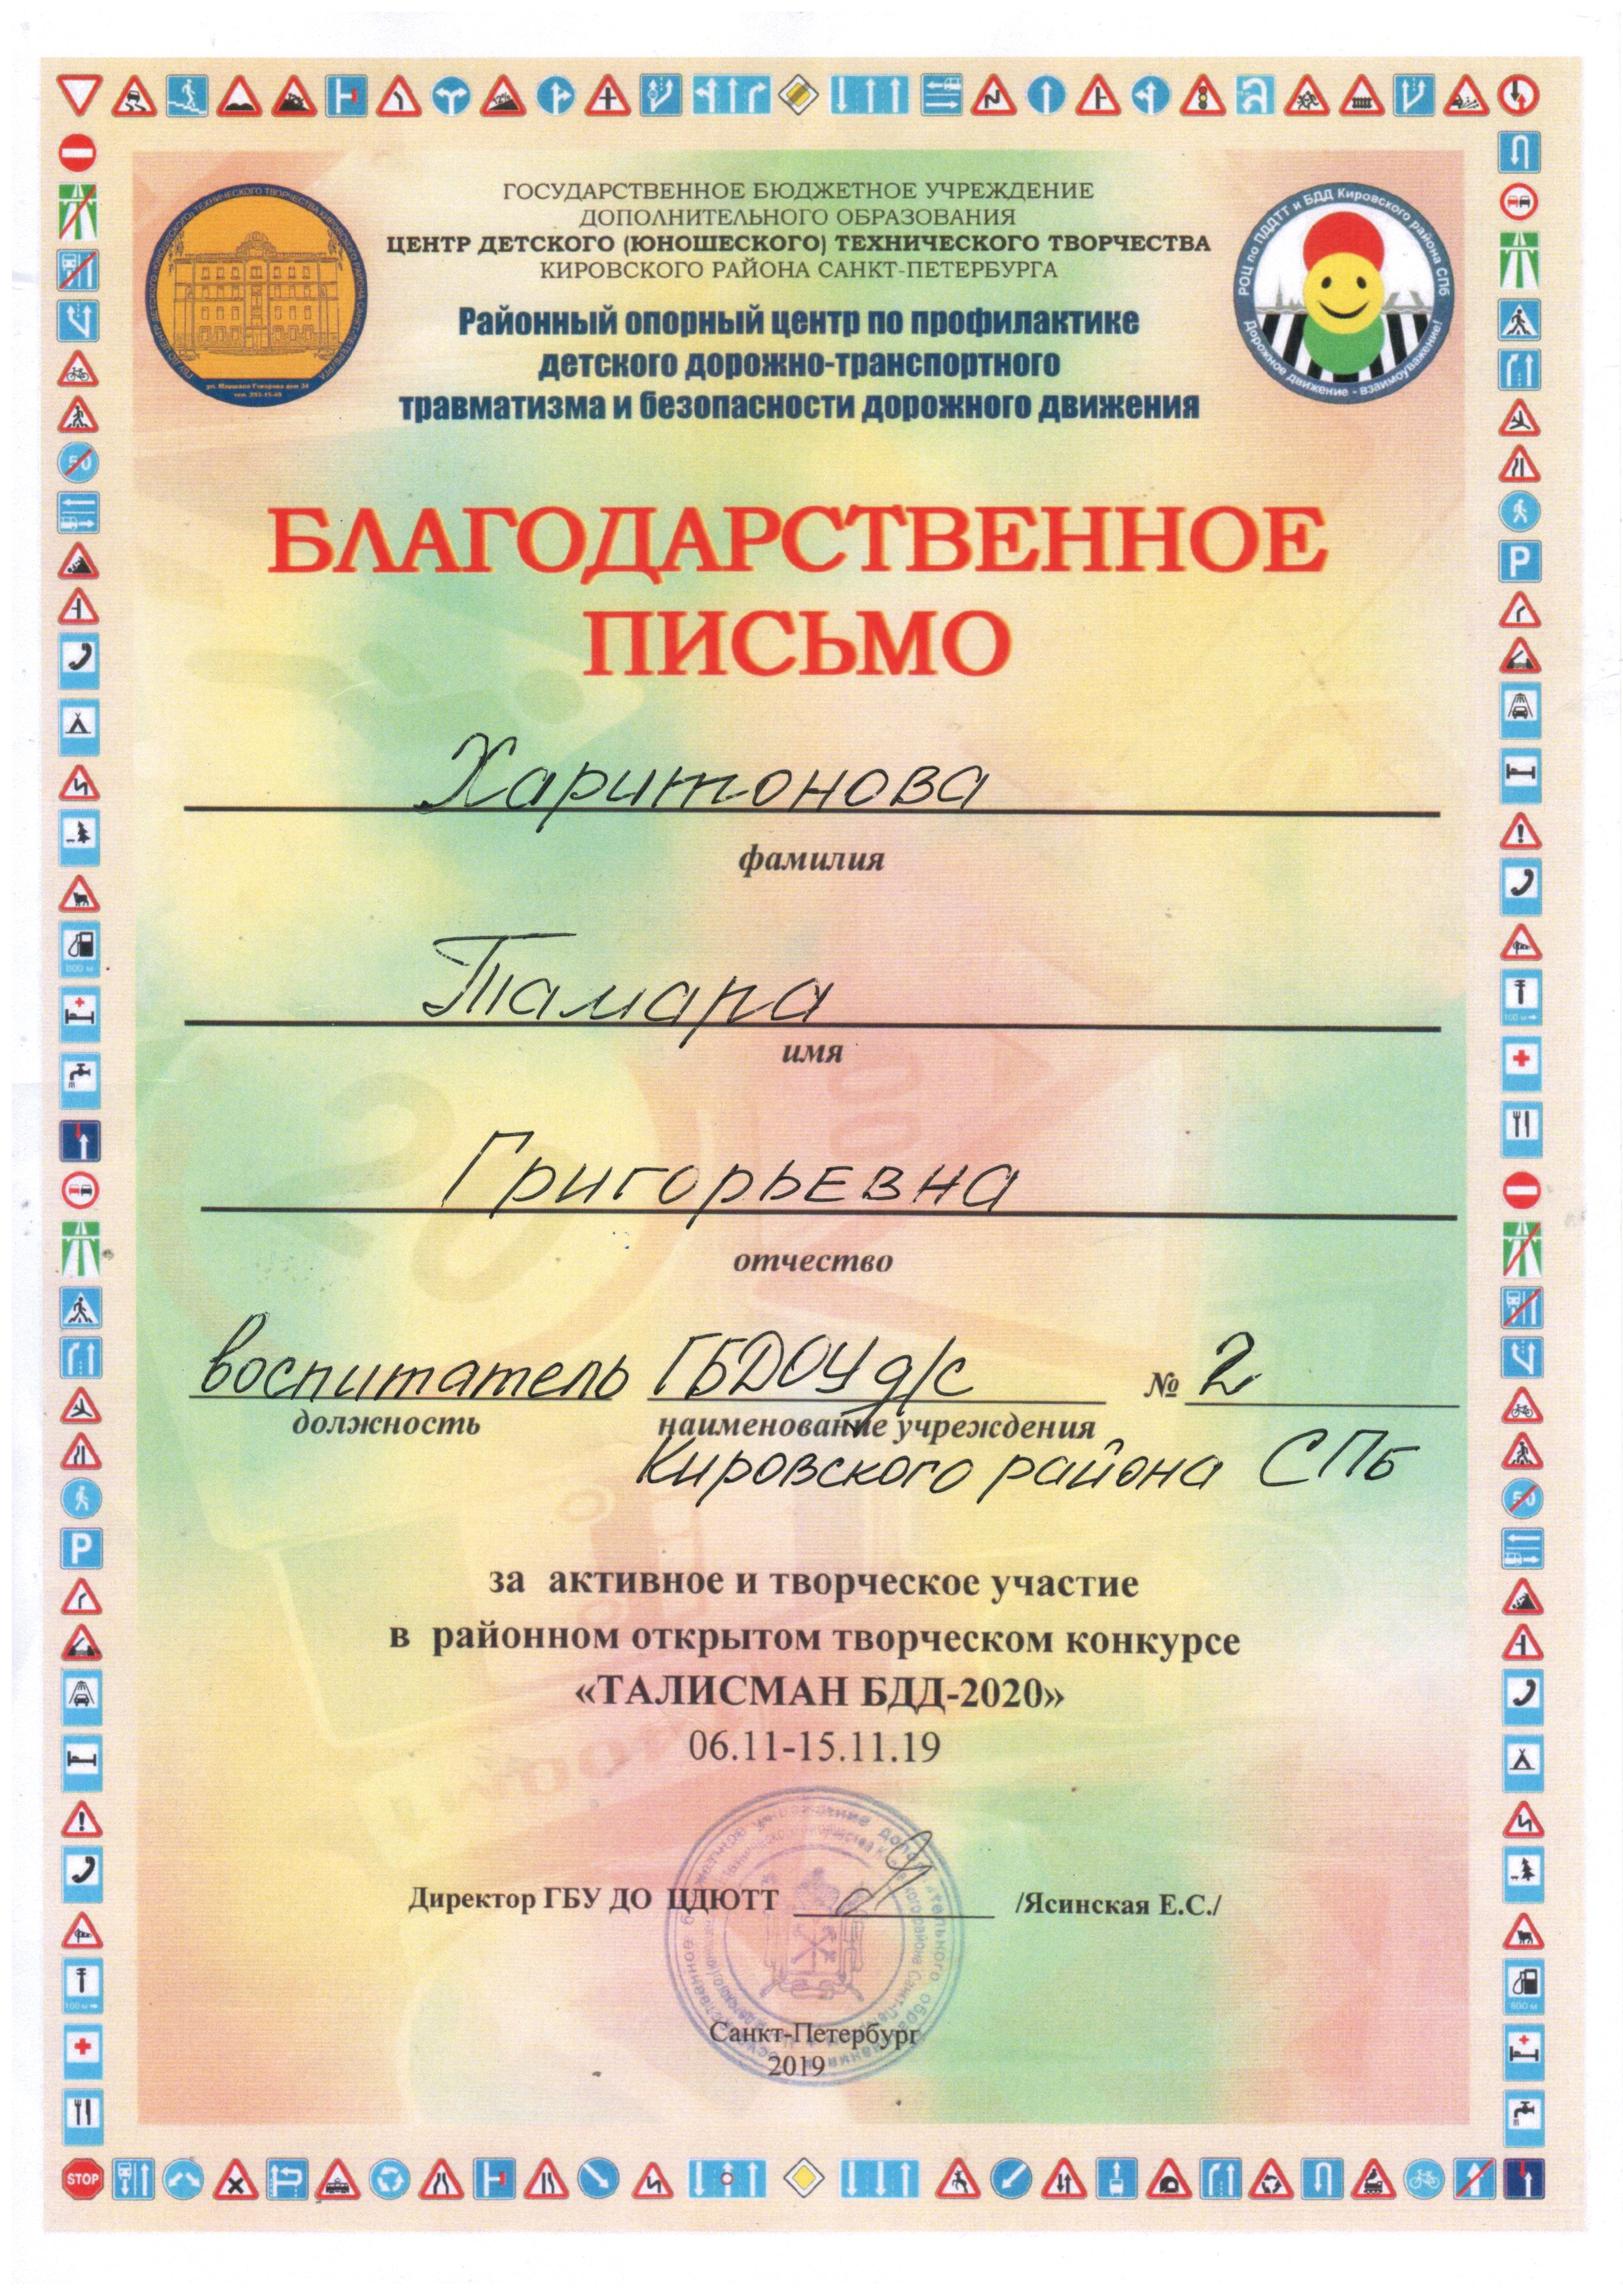 ГОСУДАРСТВЕННОЕ БЮДЖЕТНОЕ УЧРЕЖДЕНИЕ
ДОПОЛНИТЕЛЬНОГО ОБРАЗОВАНИЯ
ЦЕНТР ДЕТСКОГО (ЮНОШЕСКОГО) ТЕХНИЧЕСКОГО ТВОРЧЕСТВА
КИРОВСКОГО РАЙОНА САНКТ-ПЕТЕРБУРГА
РОЦ по ПДДТТ и БДД Кировского района СПб
Дорожное движение - взаимоуважение!
Районный опорный центр по профилактике
детского дорожно-транспортного
травматизма и безопасности дорожного движения
БЛАГОДАРСТВЕННОЕ
ПИСЬМО
Харитонова
фамилия
Тамара
имя
Григорьевна
отчество
воспитатель ГБДОУ д/с № 2
должность наименование учреждения
Кировского района СПб
за активное и творческое участие
в районном открытом творческом конкурсе
«ТАЛИСМАН БДД-2020»
06.11-15.11.19
Директор ГБУ ДО ЦДЮТТ /Ясинская Е.С./
Санкт-Петербург
2019
STOP